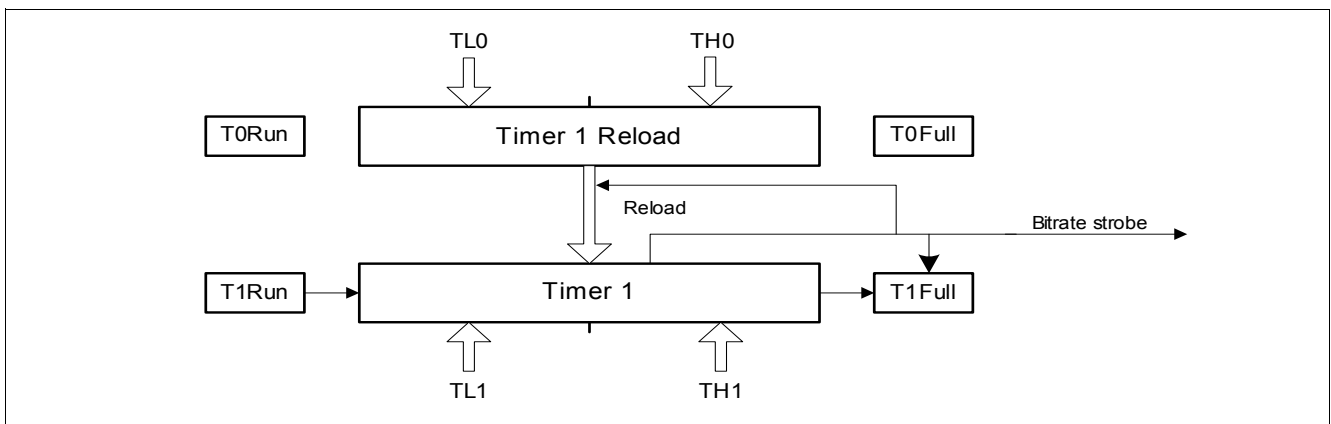 TL0 TH0
T0Run Timer 1 Reload T0Full
Reload
Bitrate strobe
T1Run Timer 1 T1Full
TL1 TH1